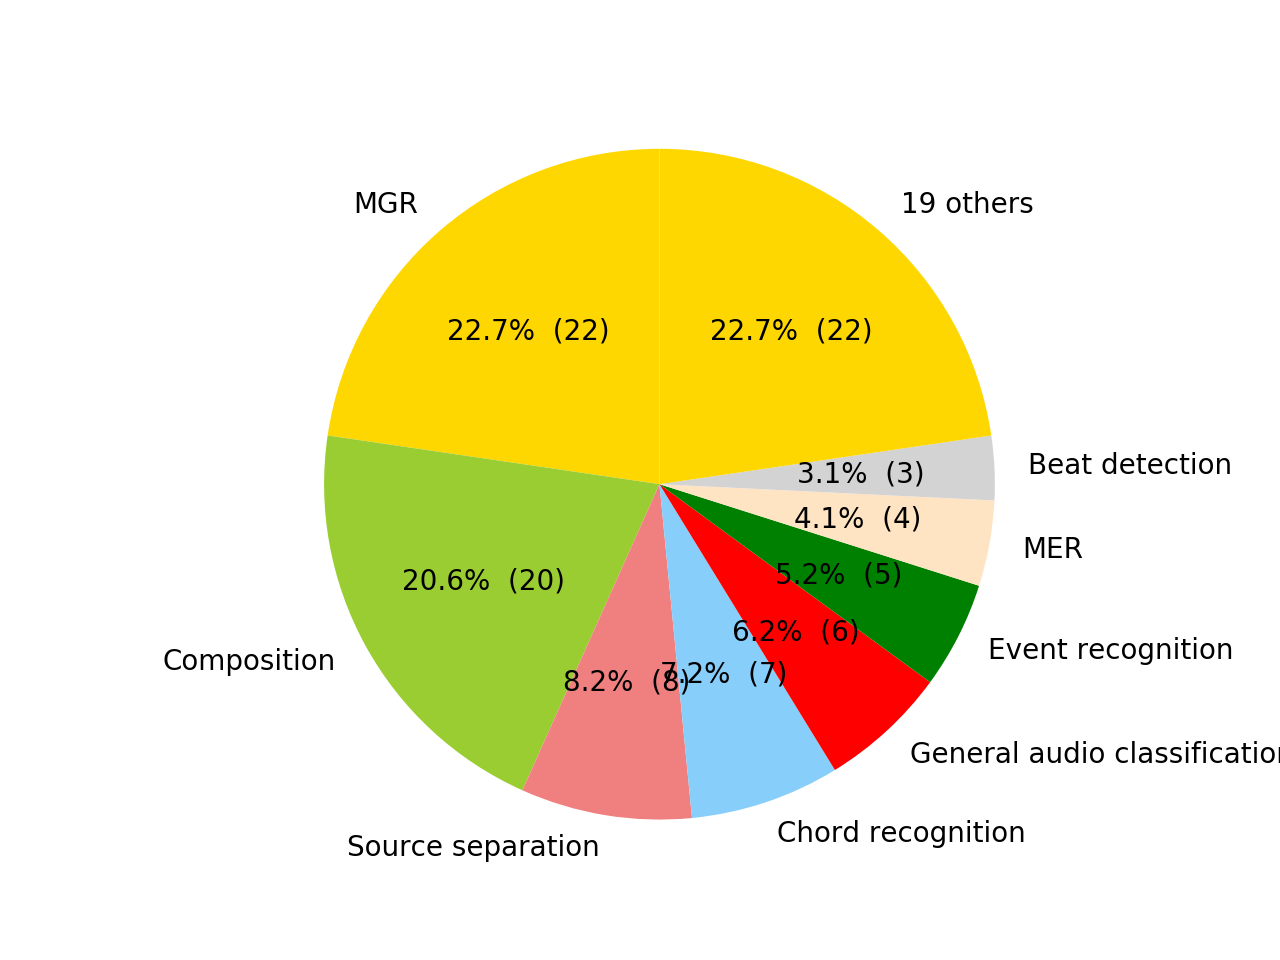 MGR
19 others
22.7%  (22)
22.7%  (22)
Beat detection
3.1%  (3)
4.1%  (4)
MER
5.2%  (5)
20.6%  (20)
6.2%  (6)
Event recognition
Composition
8.2%  (8)
7.2%  (7)
General audio classification
Chord recognition
Source separation